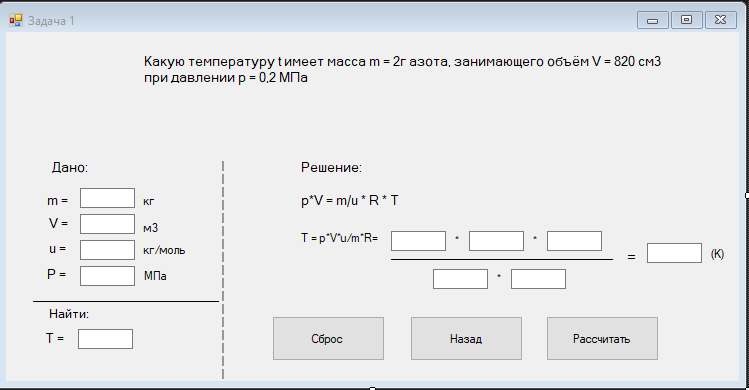 Задача 1
Какую температуру t имеет масса m = 2г азота, занимающего объём V = 820 см3
при давлении p = 0,2 МПа
Дано:
m = кг
V = м3
u = кг/моль
P = МПа
Найти:
T =
Решение:
p*V = m/u * R * T
T = p*V*u/m*R= * * = (K)
*
Сброс Назад Рассчитать